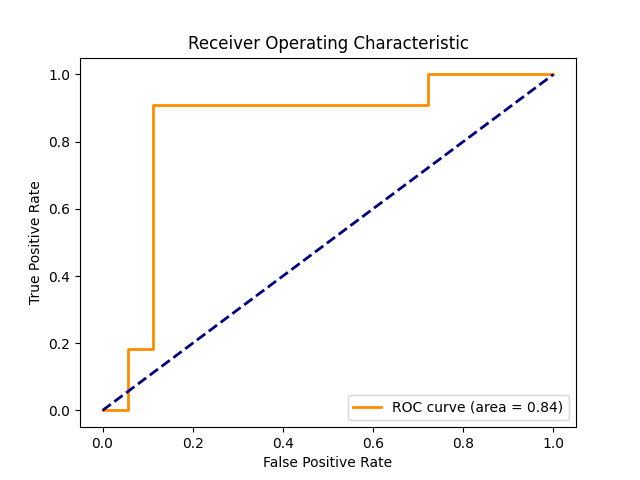 Receiver Operating Characteristic
1.0
0.8
0.6
0.4
0.2
0.0
True Positive Rate
ROC curve (area = 0.84)
0.0 0.2 0.4 0.6 0.8 1.0
False Positive Rate